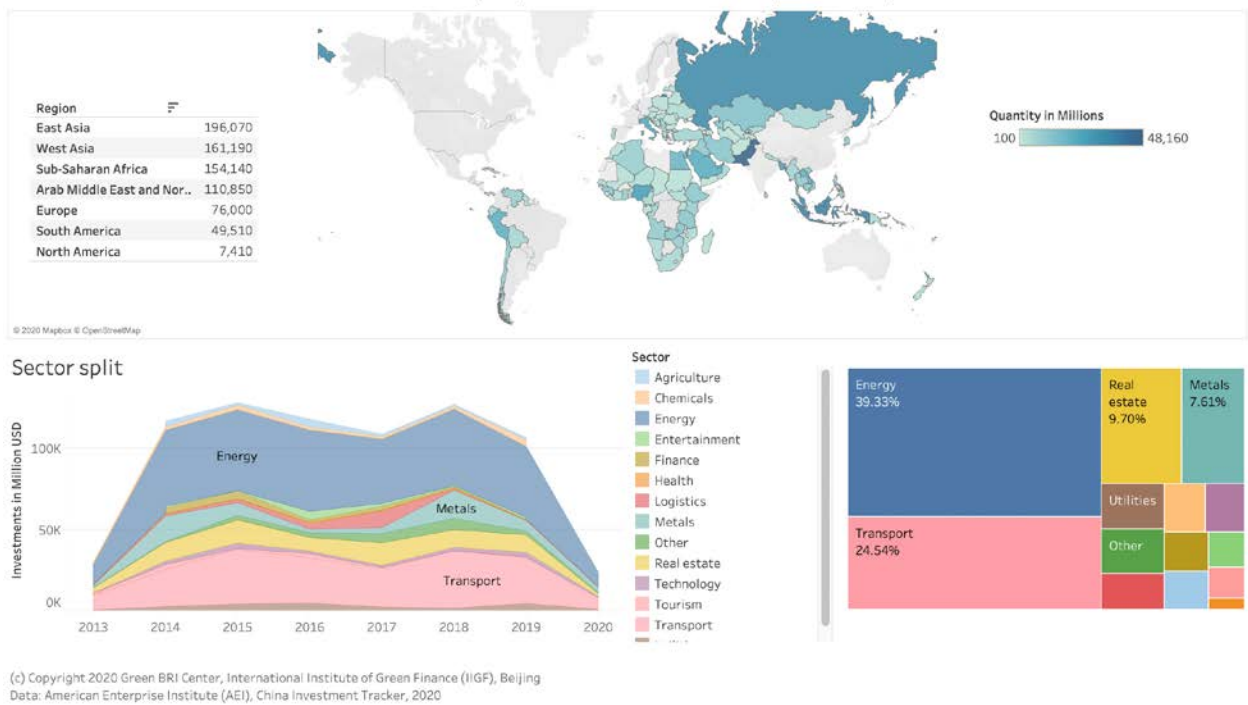 Region
East Asia 196,070
West Asia 161,190
Sub-Saharan Africa 154,140
Arab Middle East and Nor.. 110,850
Europe 76,000
South America 49,510
North America 7,410
Quantity in Millions
100 48,160
© 2020 Mapbox © OpenStreetMap
Sector split
Investments in Million USD
100K
50K
0K
Energy
Metals
Transport
2013 2014 2015 2016 2017 2018 2019 2020
Sector
Agriculture
Chemicals
Energy
Entertainment
Finance
Health
Logistics
Metals
Other
Real estate
Technology
Tourism
Transport
Energy
39.33%
Transport
24.54%
Real
estate
9.70%
Metals
7.61%
Utilities
Other
(c) Copyright 2020 Green BRI Center, International Institute of Green Finance (IIGF), Beijing
Data: American Enterprise Institute (AEI), China Investment Tracker, 2020